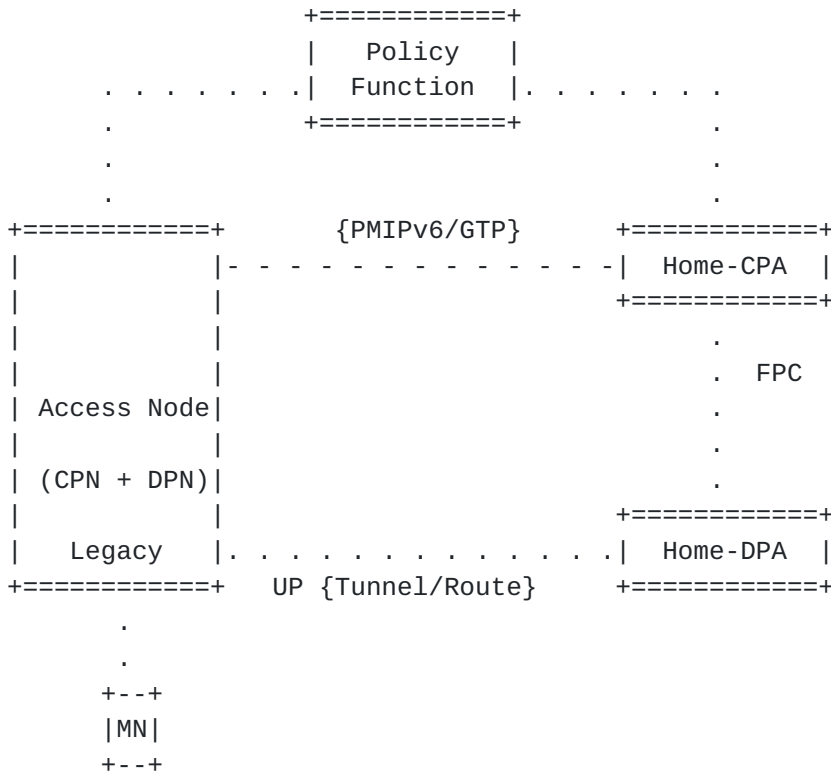 Policy
Function
{PMIPv6/GTP}
Home-CPA
FPC
Access Node
(CPN + DPN)
Legacy
Home-DPA
UP {Tunnel/Route}
MN